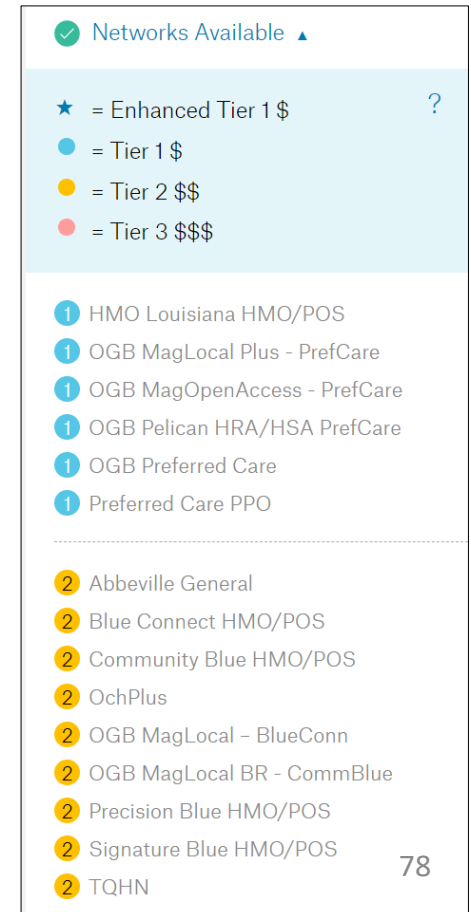 Networks Available ▲
★ = Enhanced Tier 1 $ ?
= Tier 1 $
= Tier 2 $$
= Tier 3 $$$
1 HMO Louisiana HMO/POS
1 OGB MagLocal Plus - PrefCare
1 OGB MagOpenAccess - PrefCare
1 OGB Pelican HRA/HSA PrefCare
1 OGB Preferred Care
1 Preferred Care PPO
2 Abbeville General
2 Blue Connect HMO/POS
2 Community Blue HMO/POS
2 OchPlus
2 OGB MagLocal – BlueConn
2 OGB MagLocal BR - CommBlue
2 Precision Blue HMO/POS
2 Signature Blue HMO/POS
2 TQHN
78